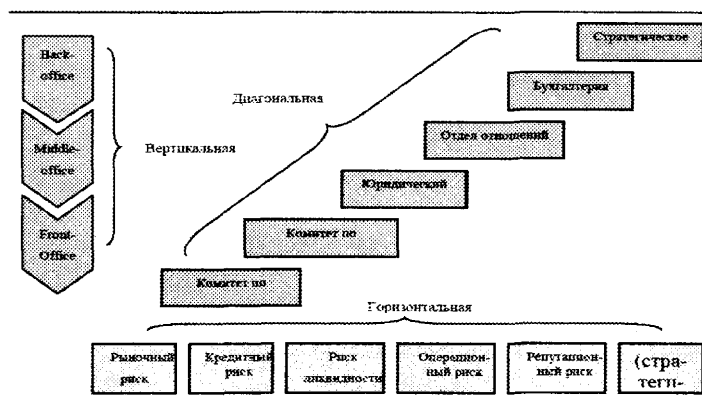 Back-
office
Middle-
office
Front-
Office
Вертикальная
Диагональная
Стратегическое
Бухгалтерия
Отдел отношений
Юридический
Комитет по
Комитет по
Горизонтальная
Рыночный
риск
Кредитный
риск
Риск
ликвидности
Операцион-
ный риск
Репутацион-
ный риск
(стра-
теги-